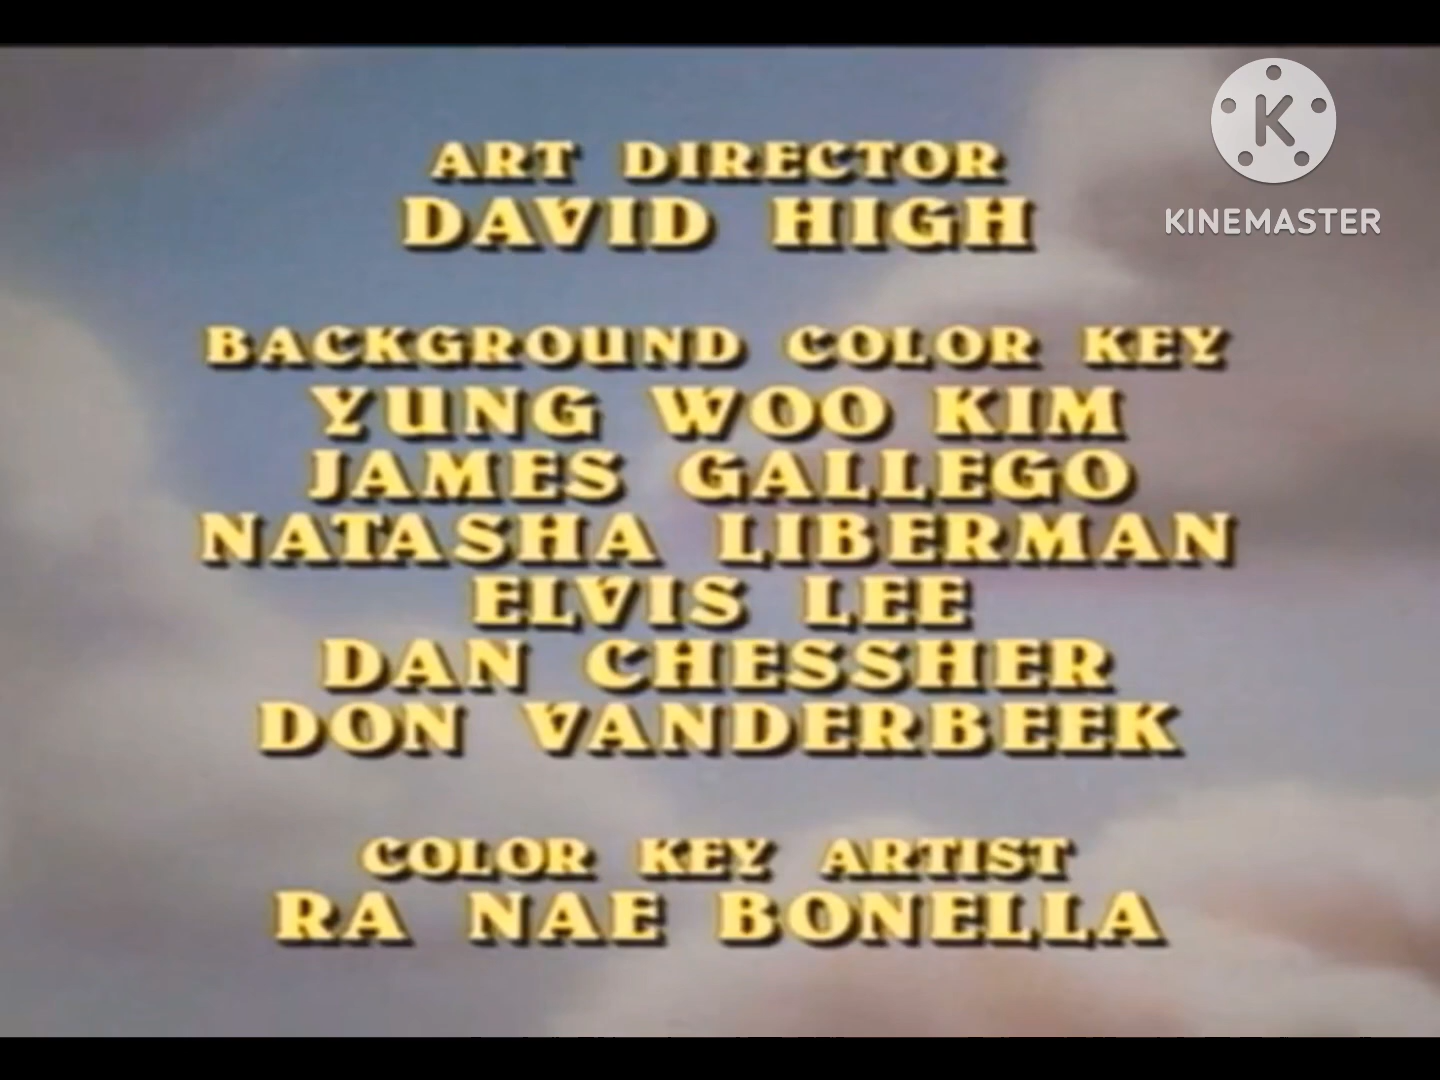 K
KINEMASTER
ART DIRECTOR
DAVID HIGH
BACKGROUND COLOR KEY
YUNG WOO KIM
JAMES GALLEGO
NATASHA LIBERMAN
ELVIS LEE
DAN CHESSHER
DON VANDERBEEK
COLOR KEY ARTIST
RA NAE BONELLA